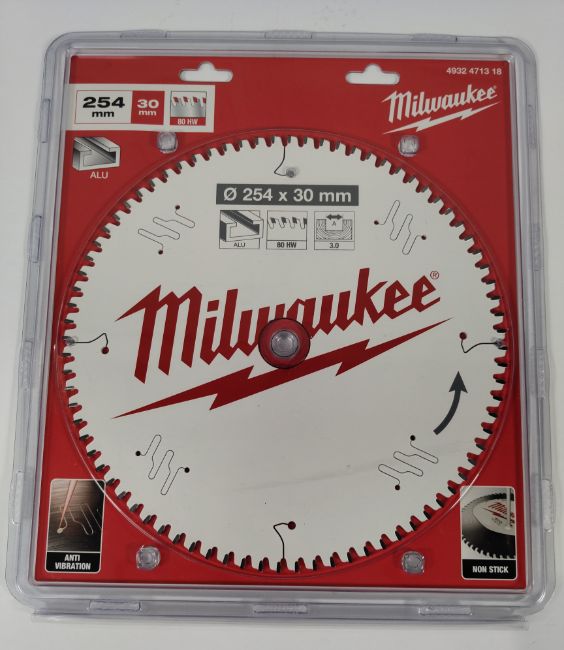 4932 4713 18
254
mm
30
mm
80 HW
Milwaukee®
ALU
Ø 254 x 30 mm
ALU
80 HW
A
3.0
Milwaukee®
ANTI
VIBRATION
NON STICK